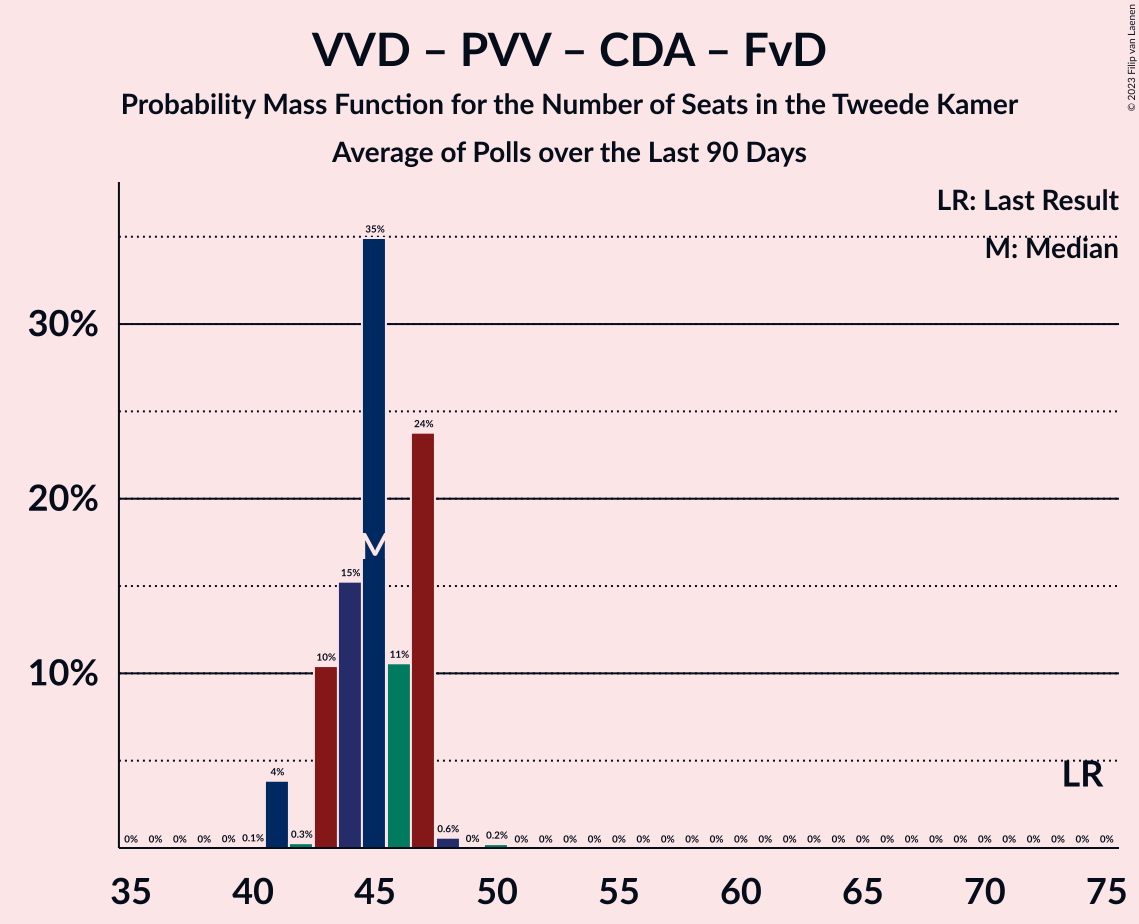 VVD – PVV – CDA – FvD
Probability Mass Function for the Number of Seats in the Tweede Kamer
Average of Polls over the Last 90 Days
© 2023 Filip van Laenen
LR: Last Result
M: Median
35%
30%
24%
20%
M
15%
11%
10%
10%
LR
4%
0% 0% 0% 0% 0% 0.1% 0.3% 0.6% 0% 0.2% 0% 0% 0% 0% 0% 0% 0% 0% 0% 0% 0% 0% 0% 0% 0% 0% 0% 0% 0% 0% 0% 0% 0% 0% 0%
35 40 45 50 55 60 65 70 75